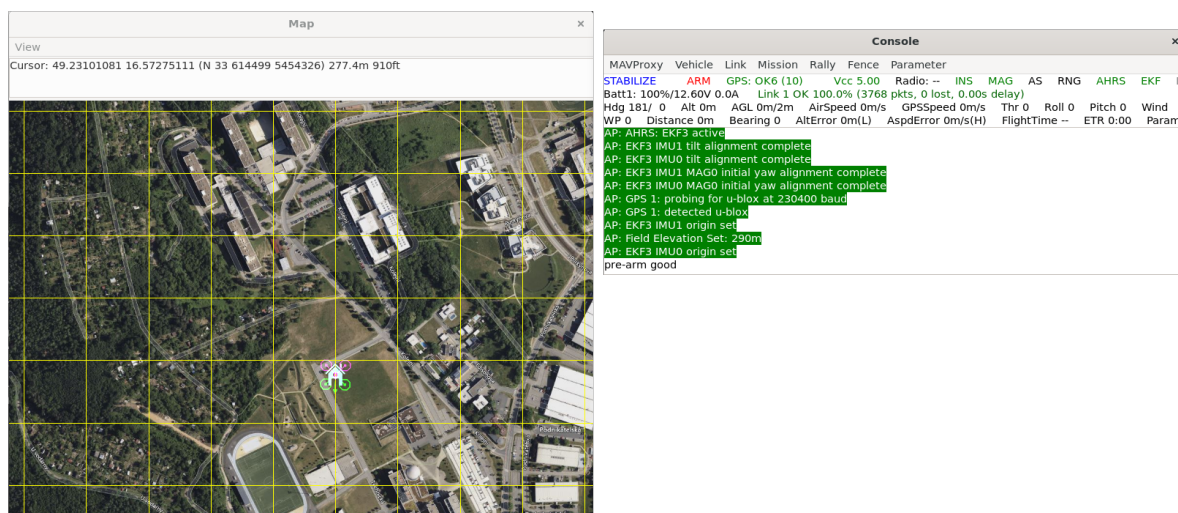 Map
×
View
Cursor: 49.23101081 16.57275111 (N 33 614499 5454326) 277.4m 910ft
Podnikatelská
Console
×
MAVProxy Vehicle Link Mission Rally Fence Parameter
STABILIZE ARM GPS: OK6 (10) Vcc 5.00 Radio: -- INS MAG AS RNG AHRS EKF
Batt1: 100%/12.60V 0.0A Link 1 OK 100.0% (3768 pkts, 0 lost, 0.00s delay)
Hdg 181/ 0 Alt 0m AGL 0m/2m AirSpeed 0m/s GPSSpeed 0m/s Thr 0 Roll 0 Pitch 0 Wind
WP 0 Distance 0m Bearing 0 AltError 0m(L) AspdError 0m/s(H) FlightTime -- ETR 0:00 Param
AP: AHRS: EKF3 active
AP: EKF3 IMU1 tilt alignment complete
AP: EKF3 IMU0 tilt alignment complete
AP: EKF3 IMU1 MAG0 initial yaw alignment complete
AP: EKF3 IMU0 MAG0 initial yaw alignment complete
AP: GPS 1: probing for u-blox at 230400 baud
AP: GPS 1: detected u-blox
AP: EKF3 IMU1 origin set
AP: Field Elevation Set: 290m
AP: EKF3 IMU0 origin set
pre-arm good